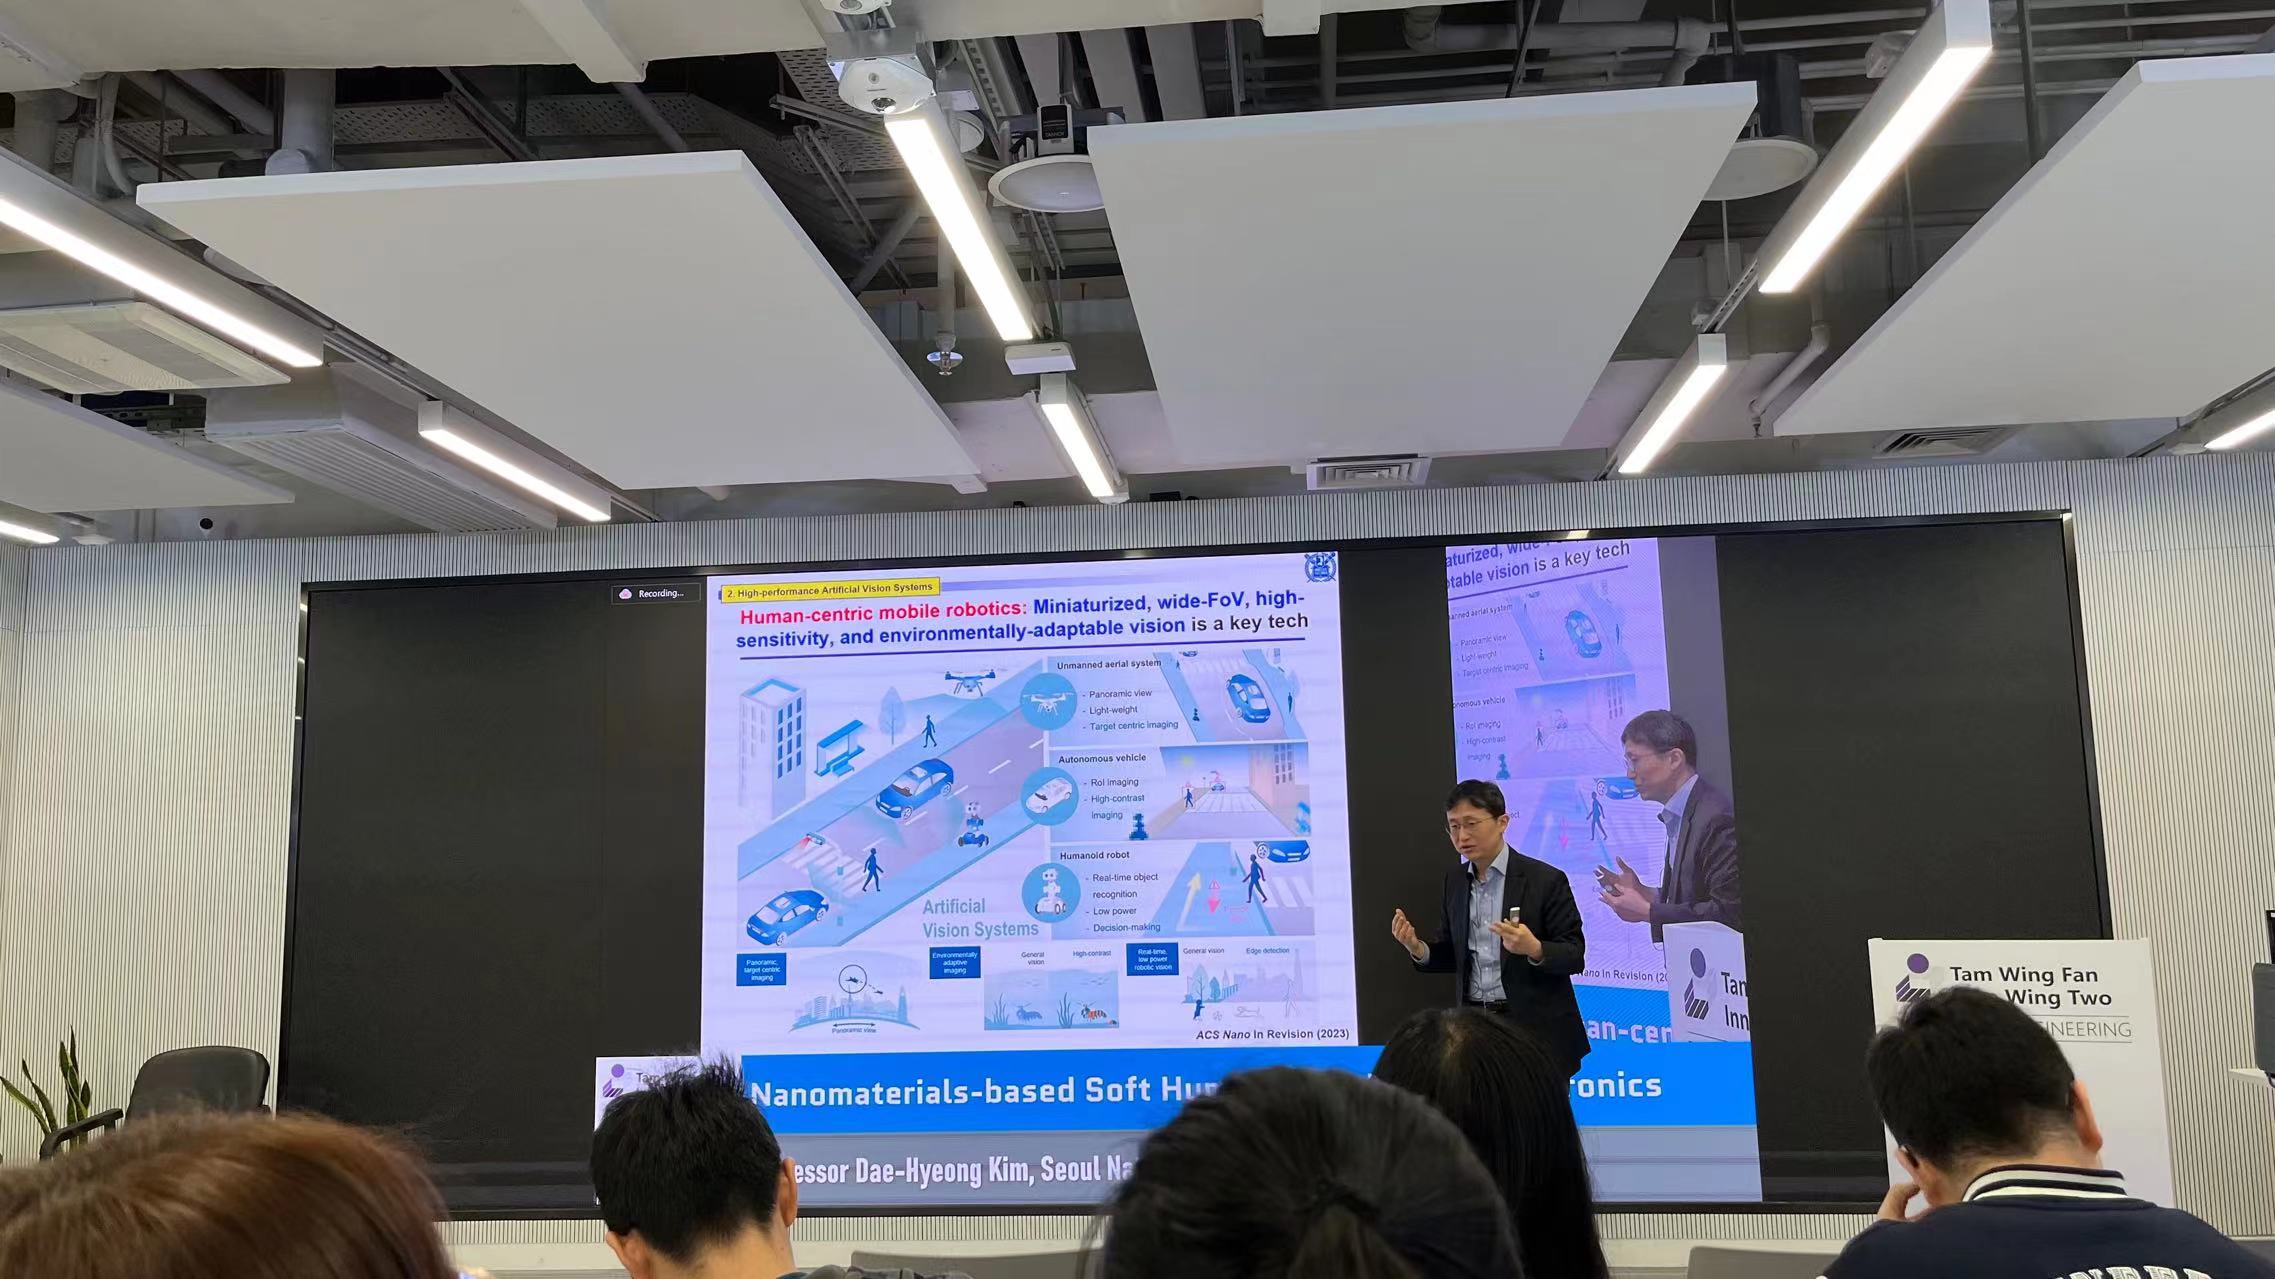 Recording...
2. High-performance Artificial Vision Systems
Human-centric mobile robotics: Miniaturized, wide-FoV, high-
sensitivity, and environmentally-adaptable vision is a key tech
Unmanned aerial system
- Panoramic view
- Light-weight
- Target centric imaging
Autonomous vehicle
- RoI imaging
- High-contrast
imaging
Humanoid robot
- Real-time object
recognition
- Low power
- Decision-making
Artificial
Vision Systems
Panoramic,
target centric
imaging
Panoramic view
Environmentally
adaptive
imaging
General
vision
High-contrast
Real-time,
low power
robotic vision
General vision
Edge detection
ACS Nano In Revision (2023)
aturized, wide-
table vision is a key tech
anned aerial system
- Panoramic view
- Light-weight
- Target centric imaging
onomous vehicle
- RoI imaging
- High-contrast
imaging
Nano In Revision (20
Tam
Inn
an-cen
Nanomaterials-based Soft Hu
ronics
essor Dae-Hyeong Kim, Seoul Na
Tam Wing Fan
Wing Two
INEERING